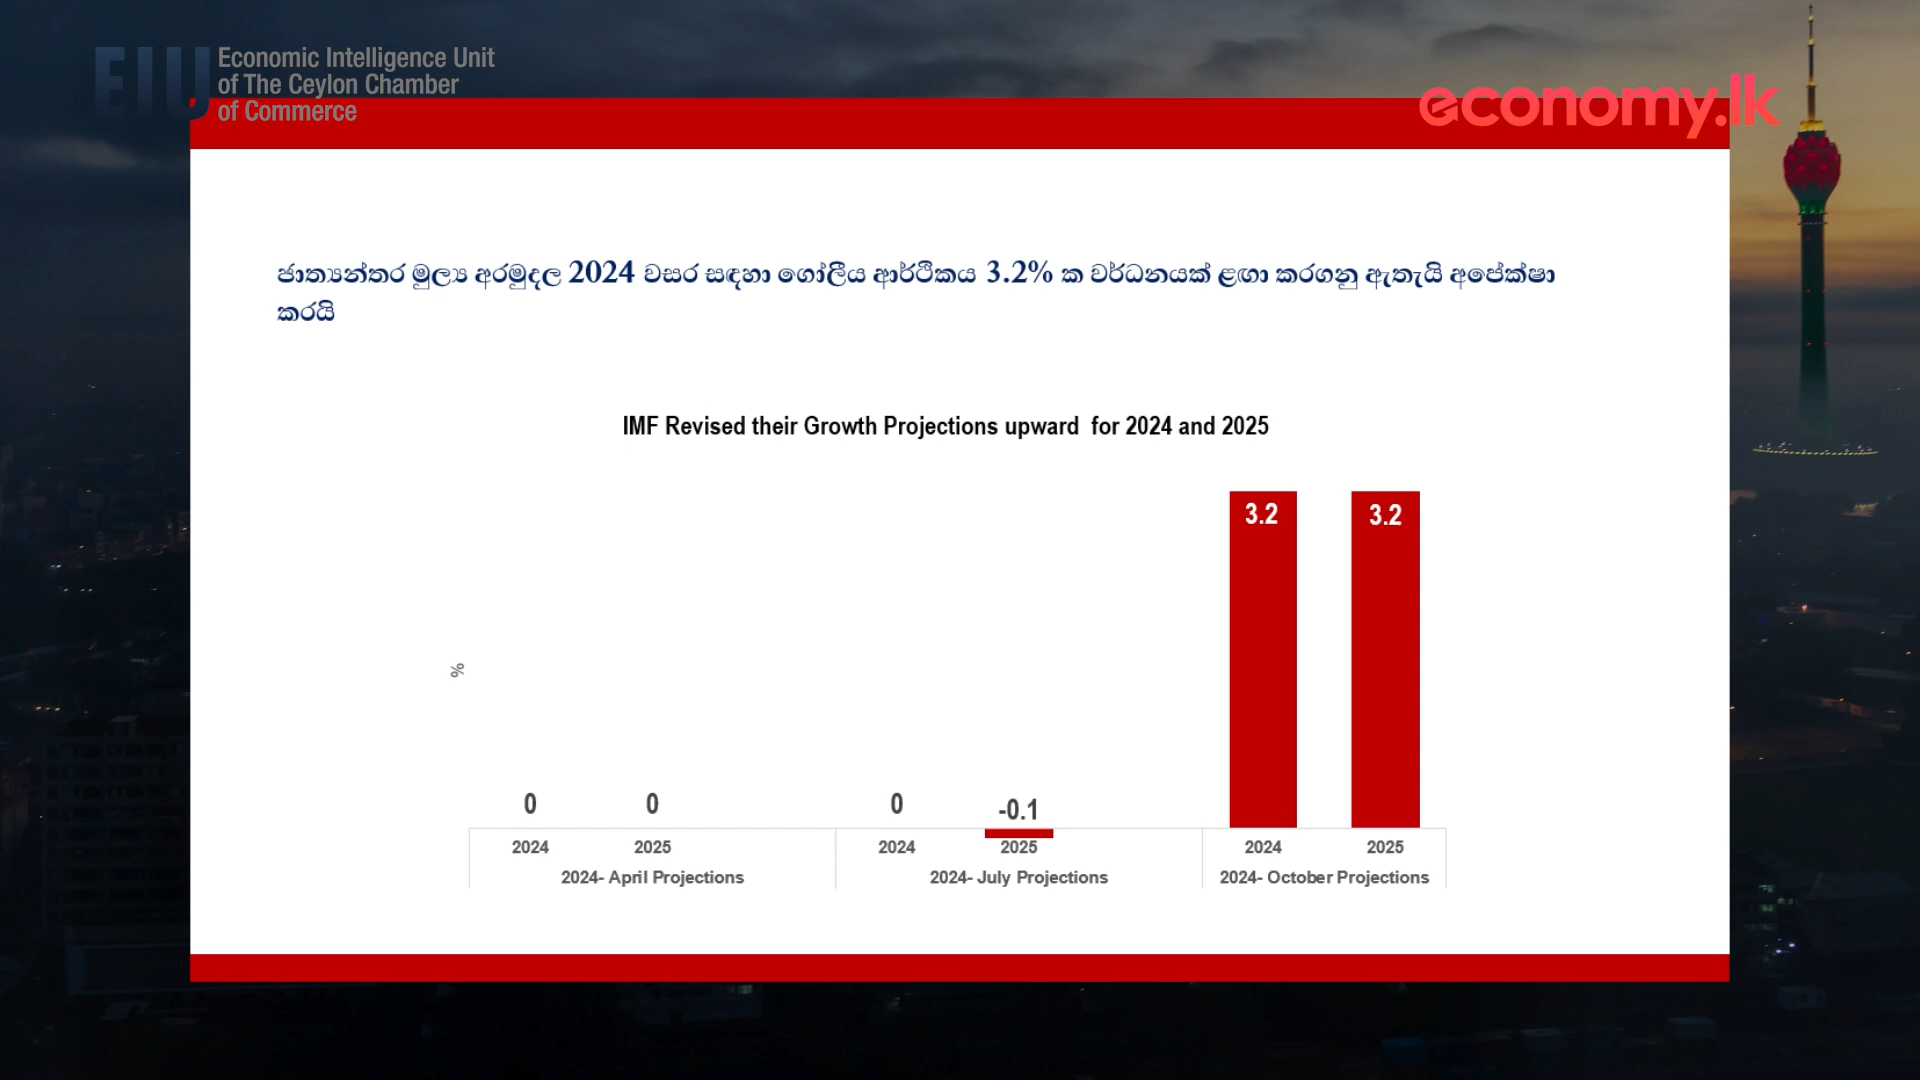 EIU
Economic Intelligence Unit
of The Ceylon Chamber
of Commerce
economy.lk
ජාත්‍යන්තර මුල්‍ය අරමුදල 2024 වසර සඳහා ගෝලීය ආර්ථිකය 3.2% ක වර්ධනයක් ළඟා කරගනු ඇතැයි අපේක්ෂා
කරයි
IMF Revised their Growth Projections upward for 2024 and 2025
%
0 0 0 -0.1 3.2 3.2
2024 2025 2024 2025 2024 2025
2024- April Projections 2024- July Projections 2024- October Projections